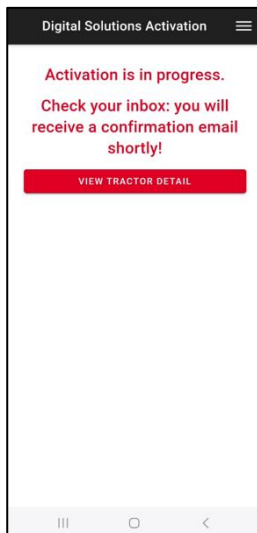 Digital Solutions Activation
Activation is in progress.
Check your inbox: you will
receive a confirmation email
shortly!
VIEW TRACTOR DETAIL